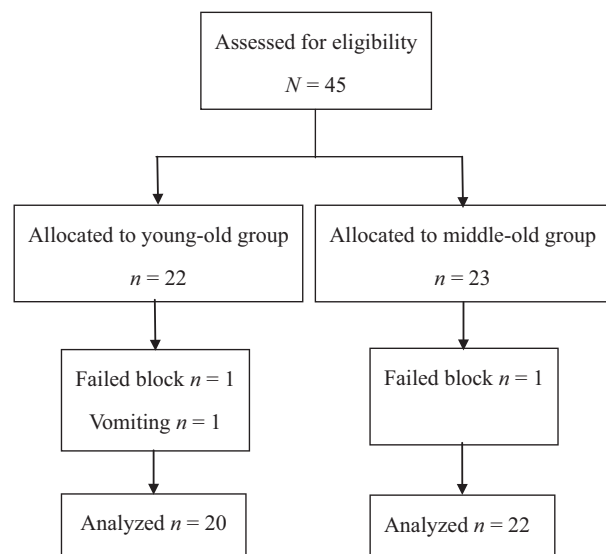 Assessed for eligibility
N = 45
Allocated to young-old group
n = 22
Allocated to middle-old group
n = 23
Failed block n = 1
Vomiting n = 1
Failed block n = 1
Analyzed n = 20
Analyzed n = 22